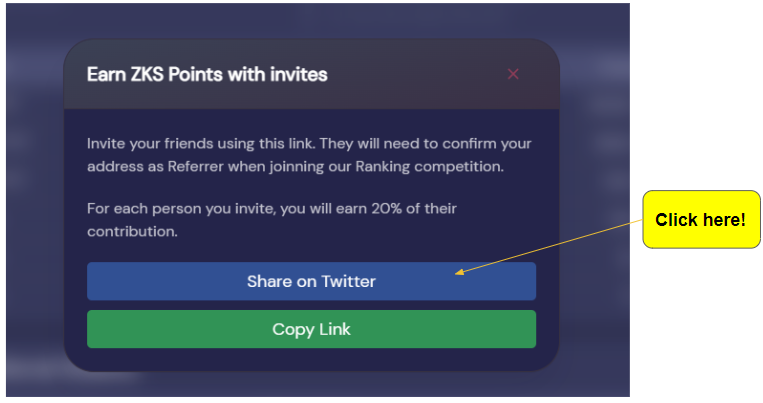 Earn ZKS Points with invites
Invite your friends using this link. They will need to confirm your
address as Referrer when joinning our Ranking competition.
For each person you invite, you will earn 20% of their
contribution.
Share on Twitter
Copy Link
Click here!